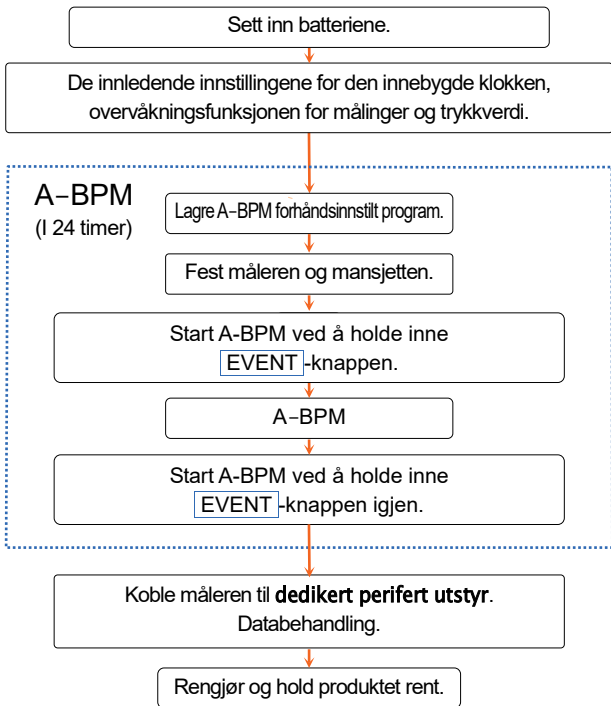 Sett inn batteriene.
De innledende innstillingene for den innebygde klokken,
overvåkningsfunksjonen for målinger og trykkverdi.
A–BPM
(I 24 timer)
Lagre A–BPM forhåndsinnstilt program.
Fest måleren og mansjetten.
Start A-BPM ved å holde inne
EVENT -knappen.
A–BPM
Start A-BPM ved å holde inne
EVENT -knappen igjen.
Koble måleren til dedikert perifert utstyr.
Databehandling.
Rengjør og hold produktet rent.